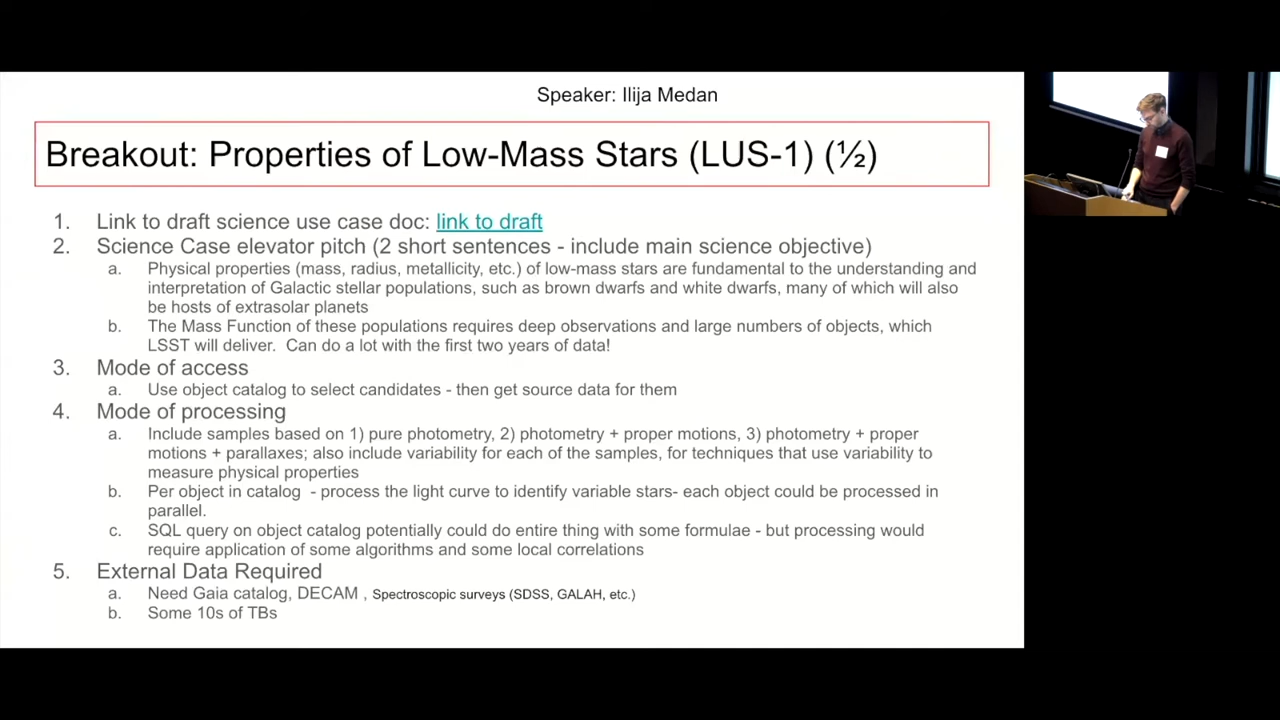 Speaker: Ilija Medan
Breakout: Properties of Low-Mass Stars (LUS-1) (½)
1. Link to draft science use case doc: link to draft
2. Science Case elevator pitch (2 short sentences - include main science objective)
a. Physical properties (mass, radius, metallicity, etc.) of low-mass stars are fundamental to the understanding and
interpretation of Galactic stellar populations, such as brown dwarfs and white dwarfs, many of which will also
be hosts of extrasolar planets
b. The Mass Function of these populations requires deep observations and large numbers of objects, which
LSST will deliver. Can do a lot with the first two years of data!
3. Mode of access
a. Use object catalog to select candidates - then get source data for them
4. Mode of processing
a. Include samples based on 1) pure photometry, 2) photometry + proper motions, 3) photometry + proper
motions + parallaxes; also include variability for each of the samples, for techniques that use variability to
measure physical properties
b. Per object in catalog - process the light curve to identify variable stars- each object could be processed in
parallel.
c. SQL query on object catalog potentially could do entire thing with some formulae - but processing would
require application of some algorithms and some local correlations
5. External Data Required
a. Need Gaia catalog, DECAM , Spectroscopic surveys (SDSS, GALAH, etc.)
b. Some 10s of TBs